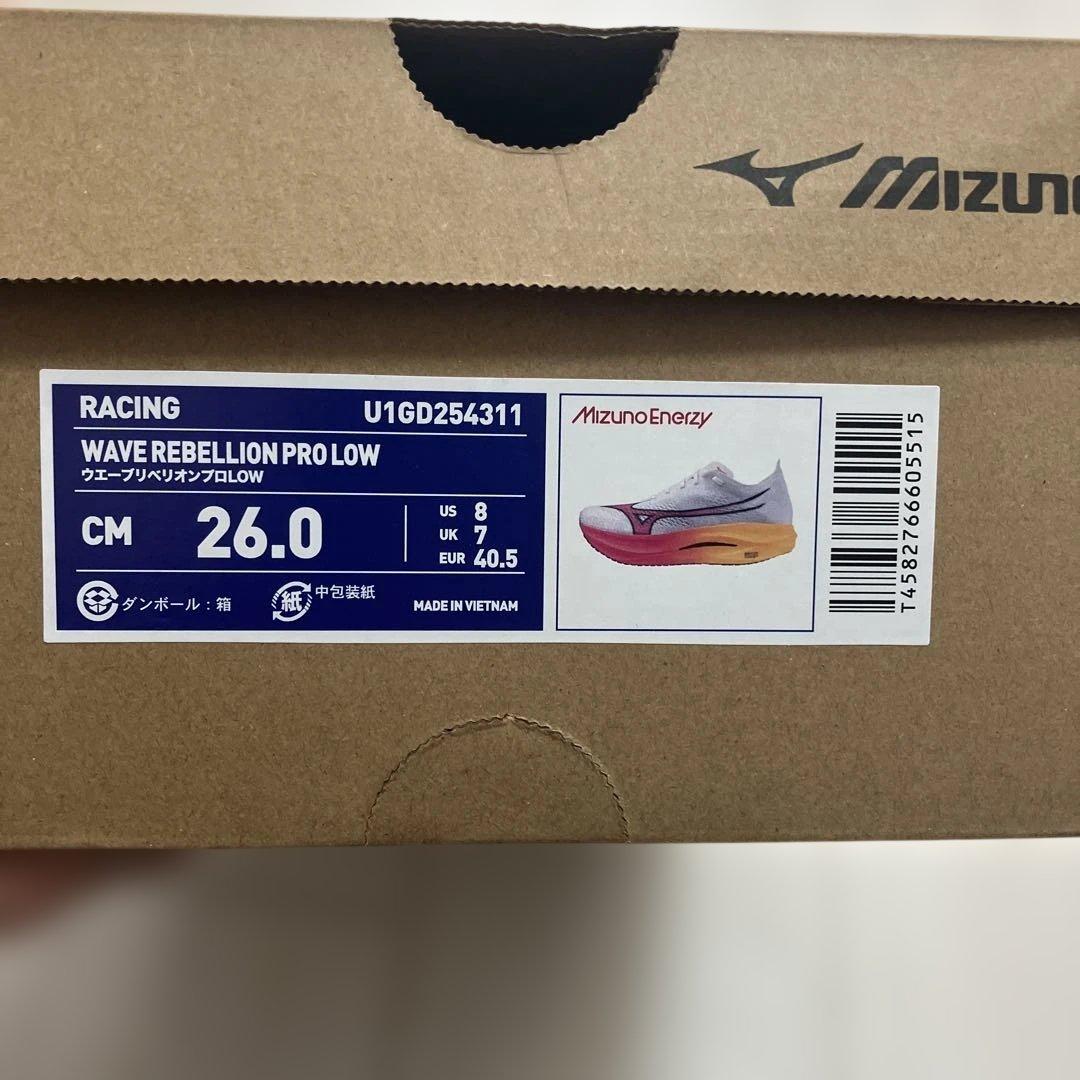 MIZUNO
RACING
U1GD254311
WAVE REBELLION PRO LOW
ウエーブリベリオンプロLOW
CM 26.0
US 8
UK 7
EUR 40.5
ダンボール：箱
紙 中包装紙
MADE IN VIETNAM
MizunoEnerzy
T4582766605515